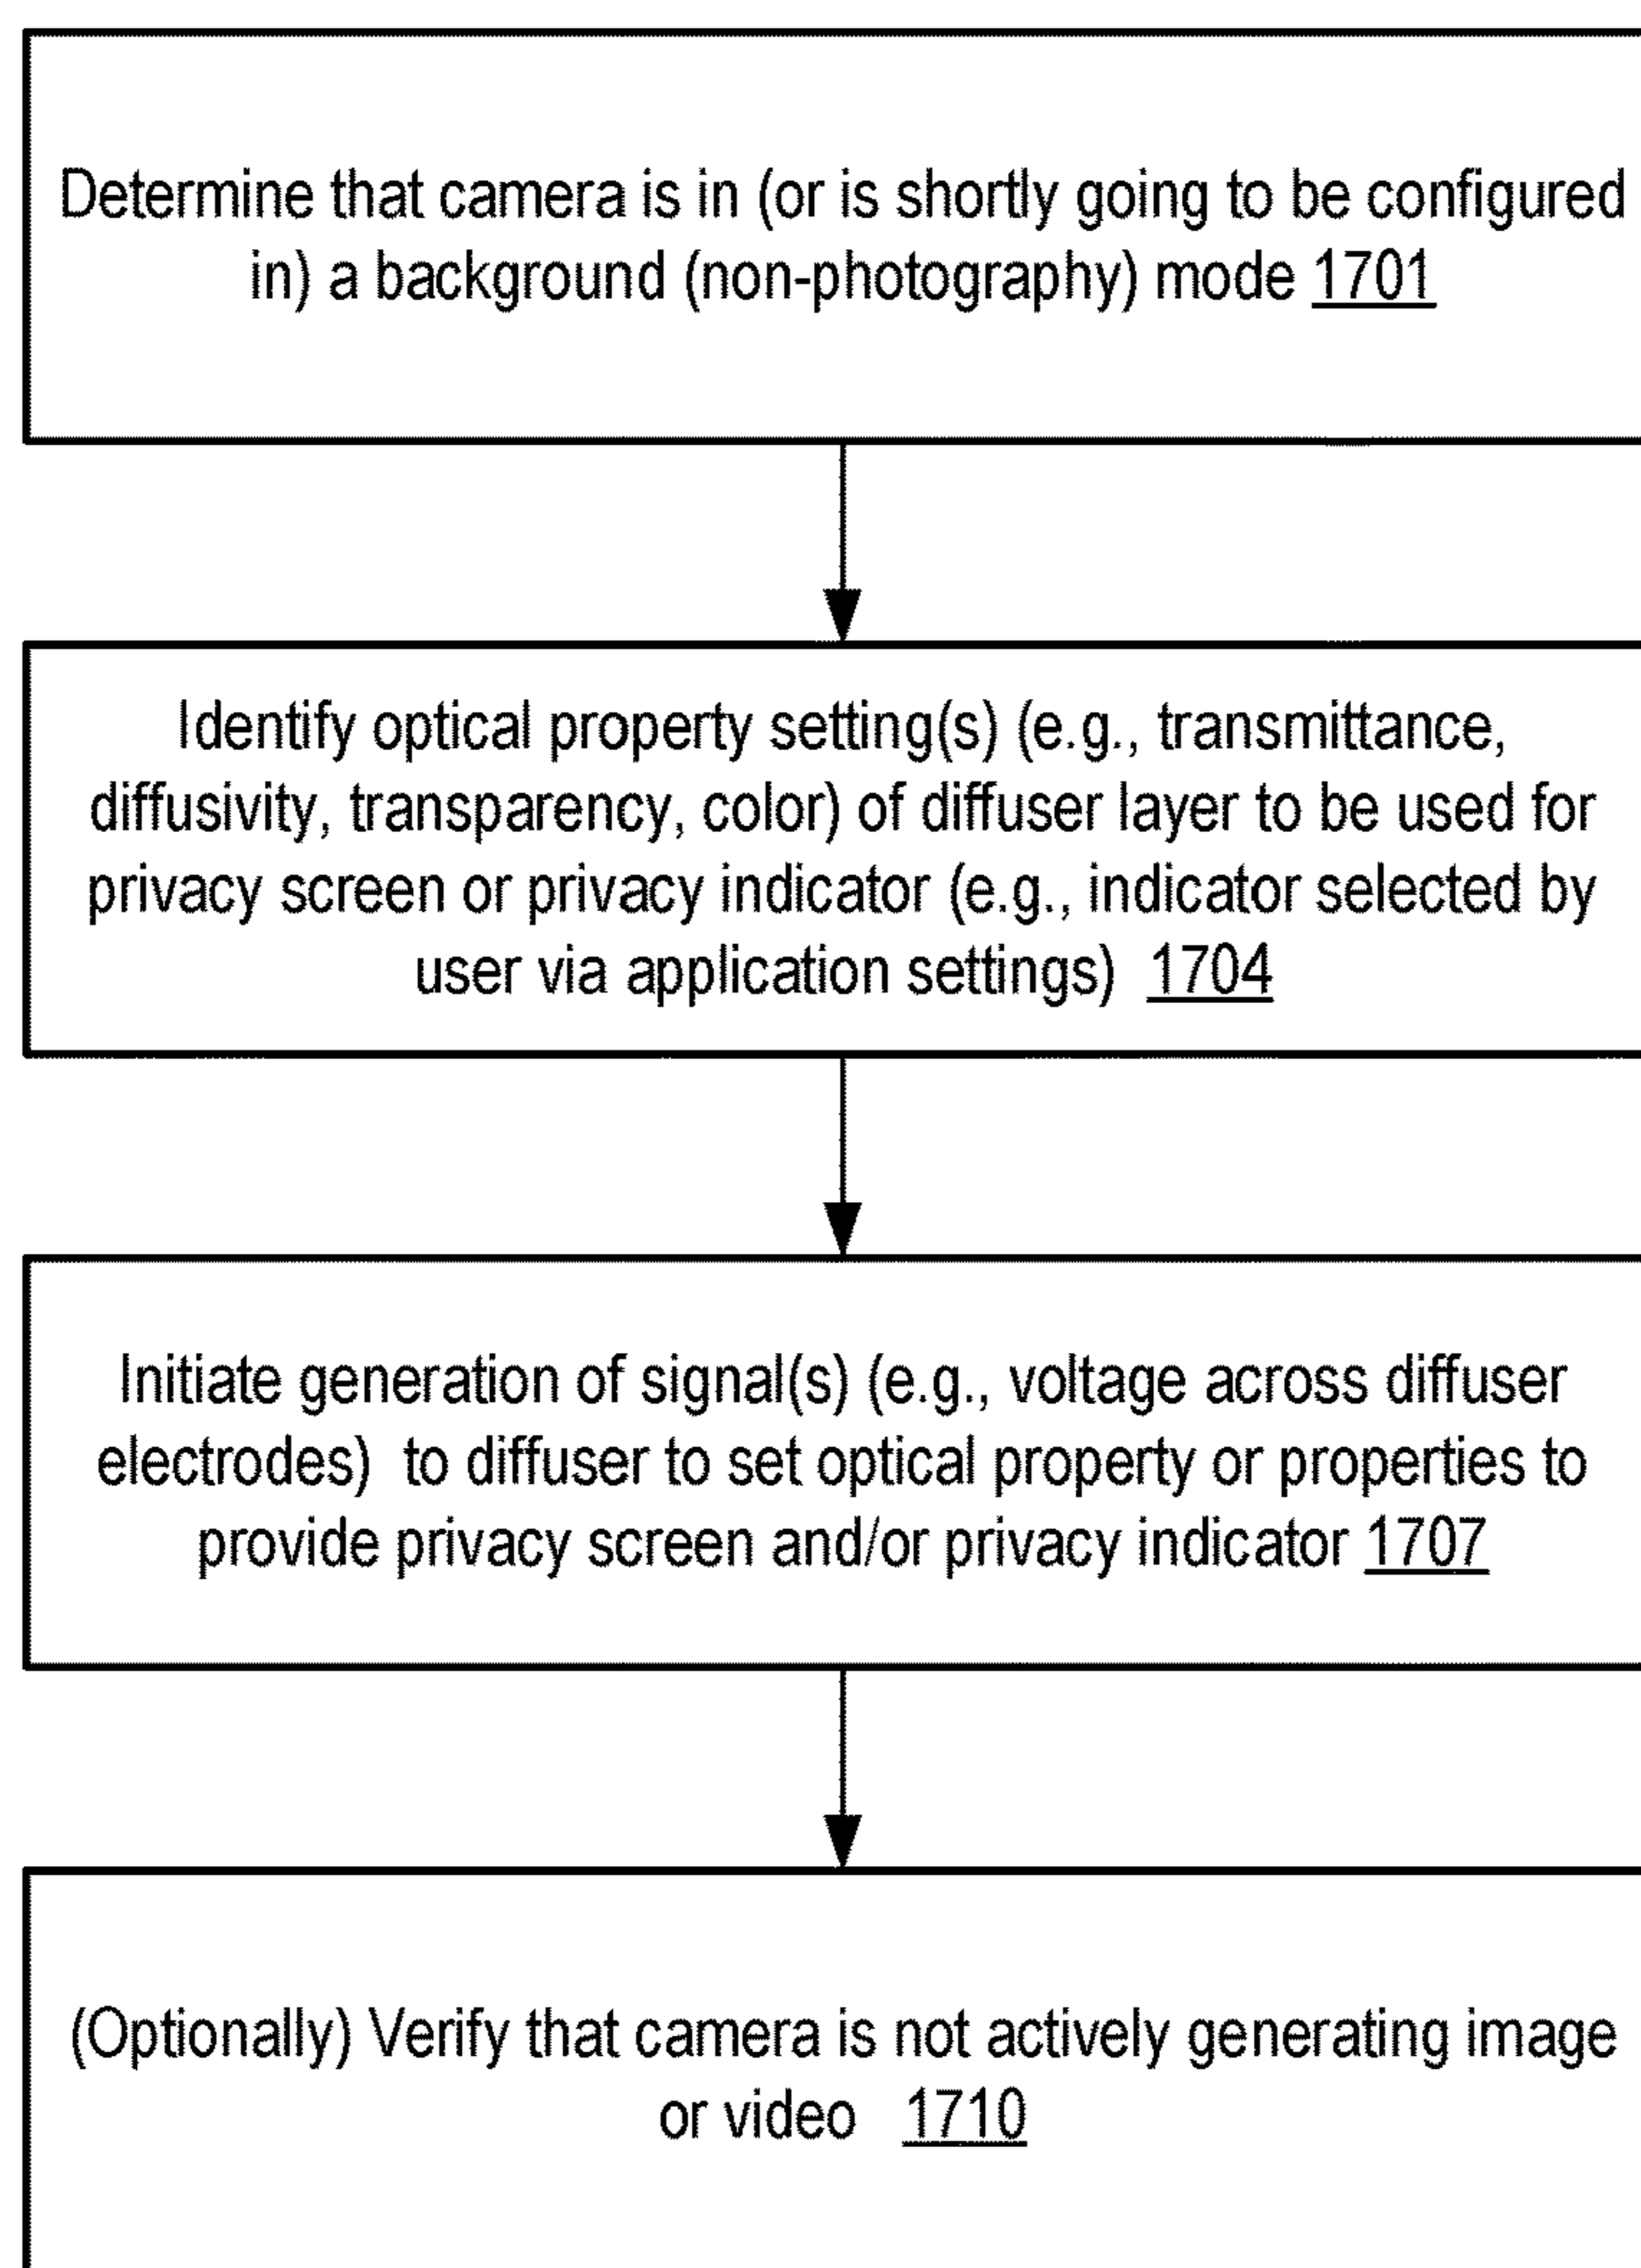 Determine that camera is in (or is shortly going to be configured
in) a background (non-photography) mode 1701
Identify optical property setting(s) (e.g., transmittance,
diffusivity, transparency, color) of diffuser layer to be used for
privacy screen or privacy indicator (e.g., indicator selected by
user via application settings) 1704
Initiate generation of signal(s) (e.g., voltage across diffuser
electrodes) to diffuser to set optical property or properties to
provide privacy screen and/or privacy indicator 1707
(Optionally) Verify that camera is not actively generating image
or video 1710